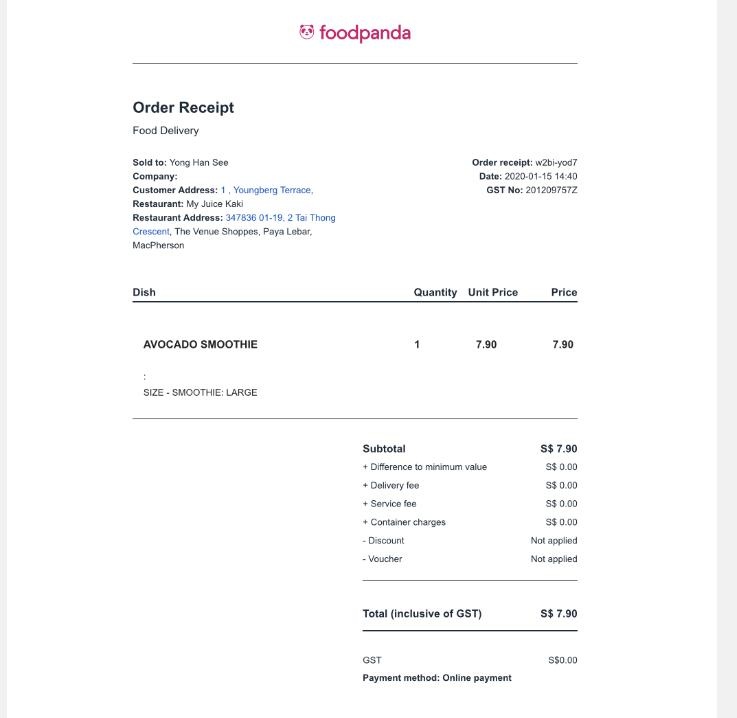 foodpanda
Order Receipt
Food Delivery
Sold to: Yong Han See
Company:
Customer Address: 1 , Youngberg Terrace,
Restaurant: My Juice Kaki
Restaurant Address: 347836 01-19, 2 Tai Thong
Crescent, The Venue Shoppes, Paya Lebar,
MacPherson
Order receipt: w2bi-yod7
Date: 2020-01-15 14:40
GST No: 201209757Z
Dish Quantity Unit Price Price
AVOCADO SMOOTHIE 1 7.90 7.90
:
SIZE - SMOOTHIE: LARGE
Subtotal S$ 7.90
+ Difference to minimum value S$ 0.00
+ Delivery fee S$ 0.00
+ Service fee S$ 0.00
+ Container charges S$ 0.00
- Discount Not applied
- Voucher Not applied
Total (inclusive of GST) S$ 7.90
GST S$0.00
Payment method: Online payment